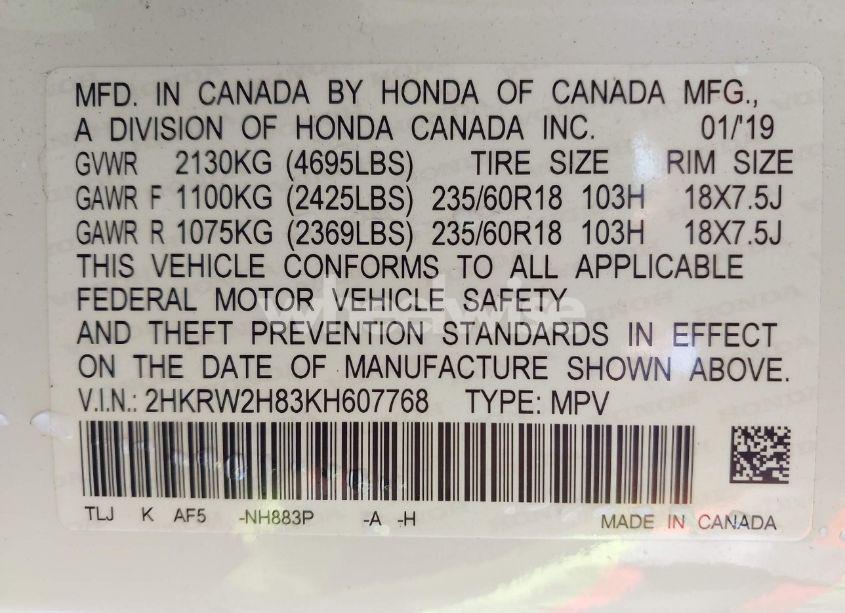 MFD. IN CANADA BY HONDA OF CANADA MFG.,
A DIVISION OF HONDA CANADA INC. 01/'19
GVWR 2130KG (4695LBS) TIRE SIZE RIM SIZE
GAWR F 1100KG (2425LBS) 235/60R18 103H 18X7.5J
GAWR R 1075KG (2369LBS) 235/60R18 103H 18X7.5J
THIS VEHICLE CONFORMS TO ALL APPLICABLE
FEDERAL MOTOR VEHICLE SAFETY
AND THEFT PREVENTION STANDARDS IN EFFECT
ON THE DATE OF MANUFACTURE SHOWN ABOVE.
V.I.N.: 2HKRW2H83KH607768 TYPE: MPV
TLJ K AF5 -NH883P -A -H MADE IN CANADA